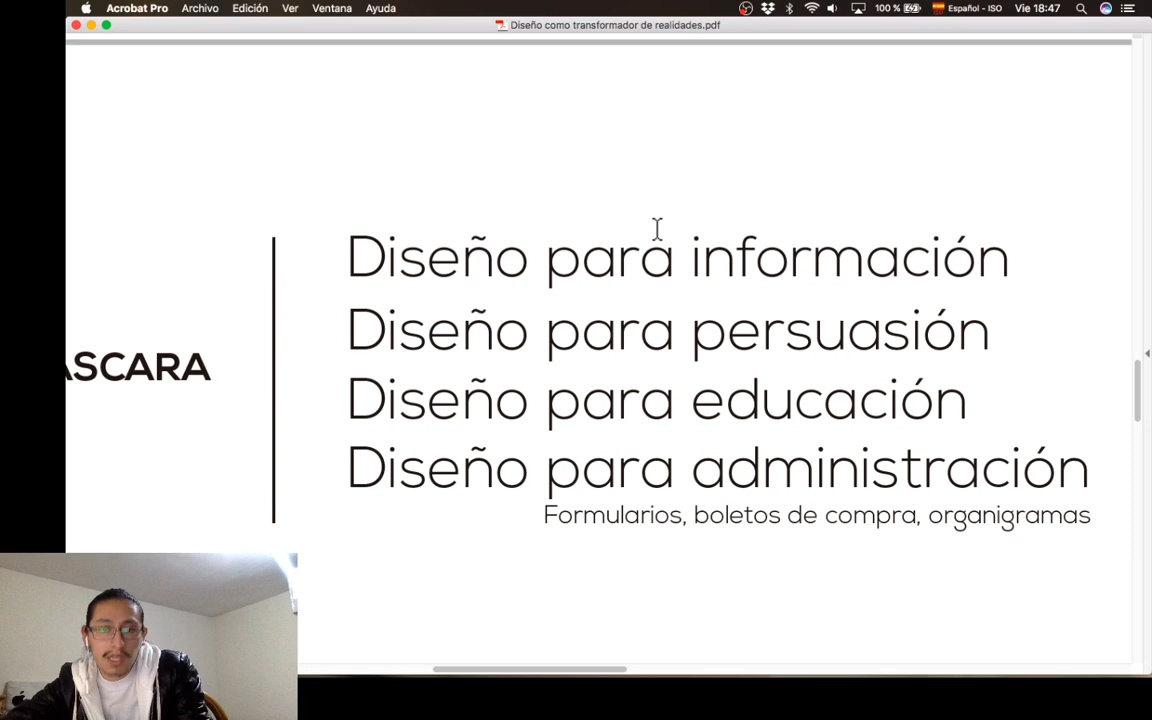 Acrobat Pro Archivo Edición Ver Ventana Ayuda 100 % Español - ISO Vie 18:47
Diseño como transformador de realidades.pdf
Diseño para información
Diseño para persuasión
ASCARA
Diseño para educación
Diseño para administración
Formularios, boletos de compra, organigramas